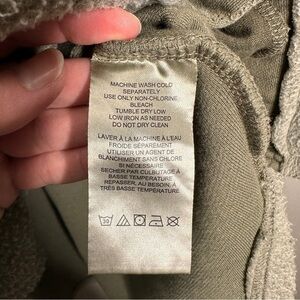 MACHINE WASH COLD
SEPARATELY
USE ONLY NON-CHLORINE
BLEACH
TUMBLE DRY LOW
LOW IRON AS NEEDED
DO NOT DRY CLEAN
LAVER À LA MACHINE À L'EAU
FROIDE SÉPARÉMENT
UTILISER UN AGENT DE
BLANCHIMENT SANS CHLORE
SI NÉCESSAIRE
SECHER PAR CULBUTAGE À
BASSE TEMPÉRATURE
REPASSER, AU BESOIN, À
TRÈS BASSE TEMPÉRATURE
30